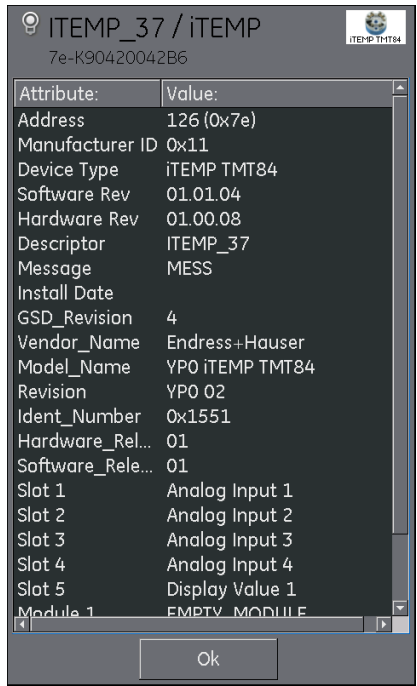 ITEMP_37 / iTEMP
iTEMP TMT84
7e-K90420042B6
Attribute: Value:
Address 126 (0x7e)
Manufacturer ID 0x11
Device Type iTEMP TMT84
Software Rev 01.01.04
Hardware Rev 01.00.08
Descriptor ITEMP_37
Message MESS
Install Date
GSD_Revision 4
Vendor_Name Endress+Hauser
Model_Name YP0 iTEMP TMT84
Revision YP0 02
Ident_Number 0x1551
Hardware_Rel... 01
Software_Rele... 01
Slot 1 Analog Input 1
Slot 2 Analog Input 2
Slot 3 Analog Input 3
Slot 4 Analog Input 4
Slot 5 Display Value 1
Module 1 EMPTY_MODULE
Ok